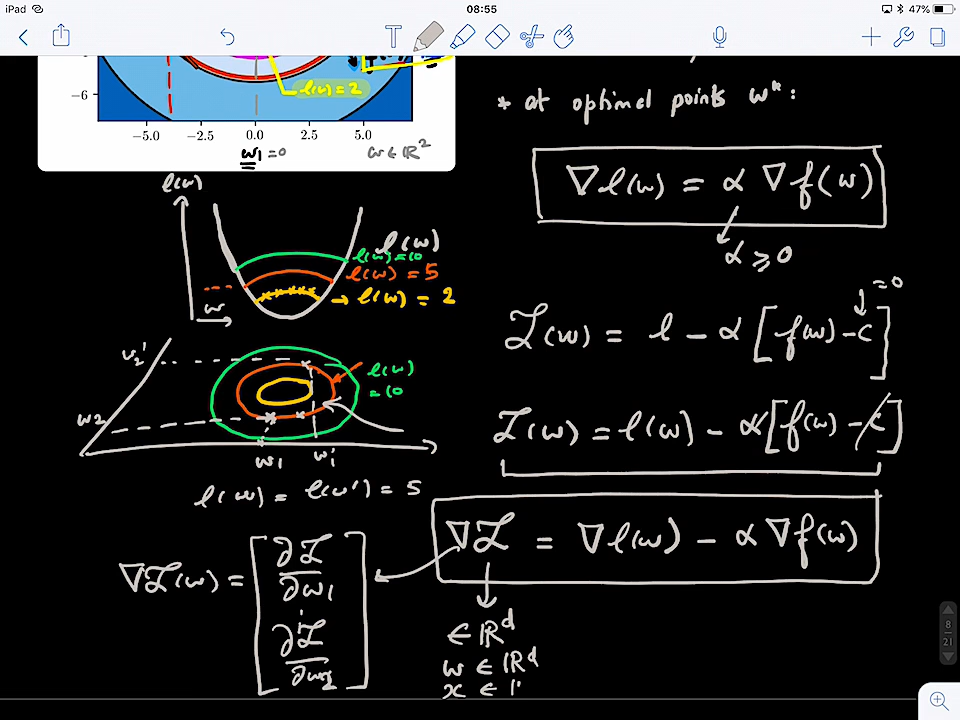 iPad 08:55 47%
T
-6
l(w)=2
-5.0 -2.5 0.0 2.5 5.0
w1=0 w∈ℝ²
* at optimal points w*:
∇l(w) = α ∇f(w)
α ≥ 0
l(w)
l(w)
l(w)=10
l(w) = 5
→ l(w) = 2
w
=0
ℒ(w) = l - α [f(w) - c]
w2'
w2
l(w)
=10
w1 w1'
ℒ(w) = l(w) - α[f(w) - c]
l(w) = l(w') = 5
∇ℒ = ∇l(w) - α∇f(w)
∇ℒ(w) = [∂ℒ/∂w1
∂ℒ/∂w2]
∈ ℝᵈ
w ∈ ℝᵈ
x ∈
8
21